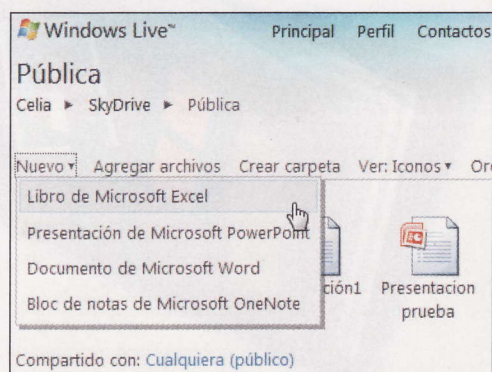 Windows Live™
Principal Perfil Contactos
Pública
Celia ▸ SkyDrive ▸ Pública
Nuevo ▾ Agregar archivos Crear carpeta Ver: Iconos ▾
Libro de Microsoft Excel
Presentación de Microsoft PowerPoint
Documento de Microsoft Word
Bloc de notas de Microsoft OneNote
Presentacion
prueba
Compartido con: Cualquiera (público)